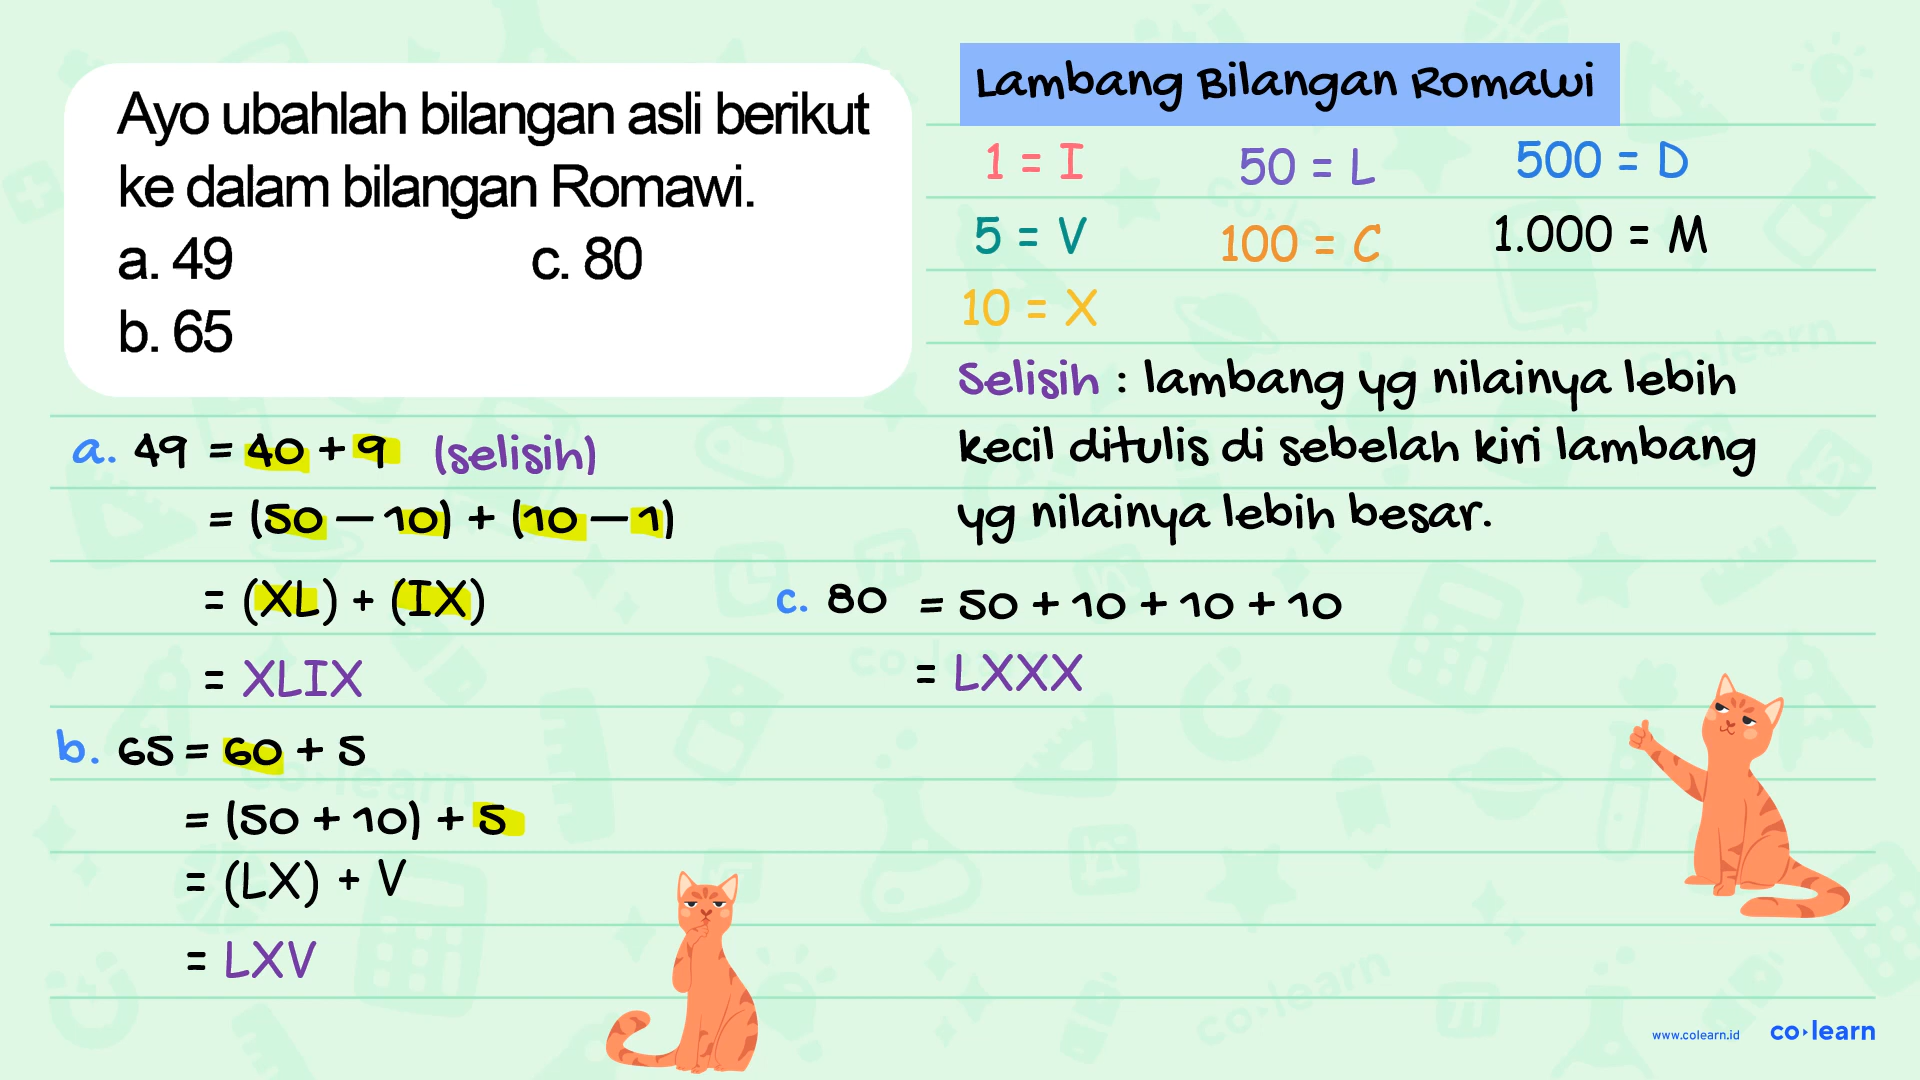 Ayo ubahlah bilangan asli berikut
ke dalam bilangan Romawi.
a. 49 c. 80
b. 65
Lambang Bilangan Romawi
1 = I 50 = L 500 = D
5 = V 100 = C 1.000 = M
10 = X
Selisih : lambang yg nilainya lebih
kecil ditulis di sebelah kiri lambang
yg nilainya lebih besar.
a. 49 = 40 + 9 (selisih)
= (50 – 10) + (10 – 1)
= (XL) + (IX)
= XLIX
b. 65 = 60 + 5
= (50 + 10) + 5
= (LX) + V
= LXV
c. 80 = 50 + 10 + 10 + 10
= LXXX
www.colearn.id co·learn